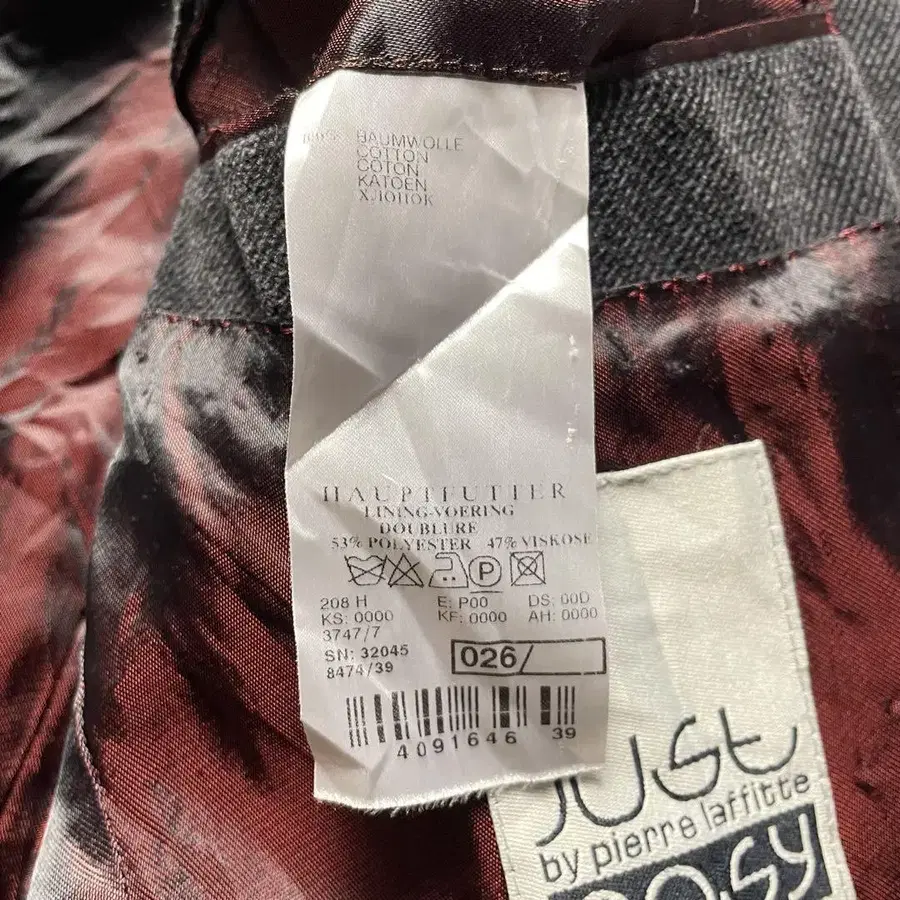 BAUMWOLLE
COTTON
COTON
KATOEN
ХЛОПОК
HAUPTFUTTER
LINING-VOERING
DOUBLURE
53% POLYESTER 47% VISKOSE
P
208 H E: P00 DS: 00D
KS: 0000 KF: 0000 AH: 0000
3747/7
SN: 32045
8474/39
026/
4091646 39
JUST
by pierre laffitte